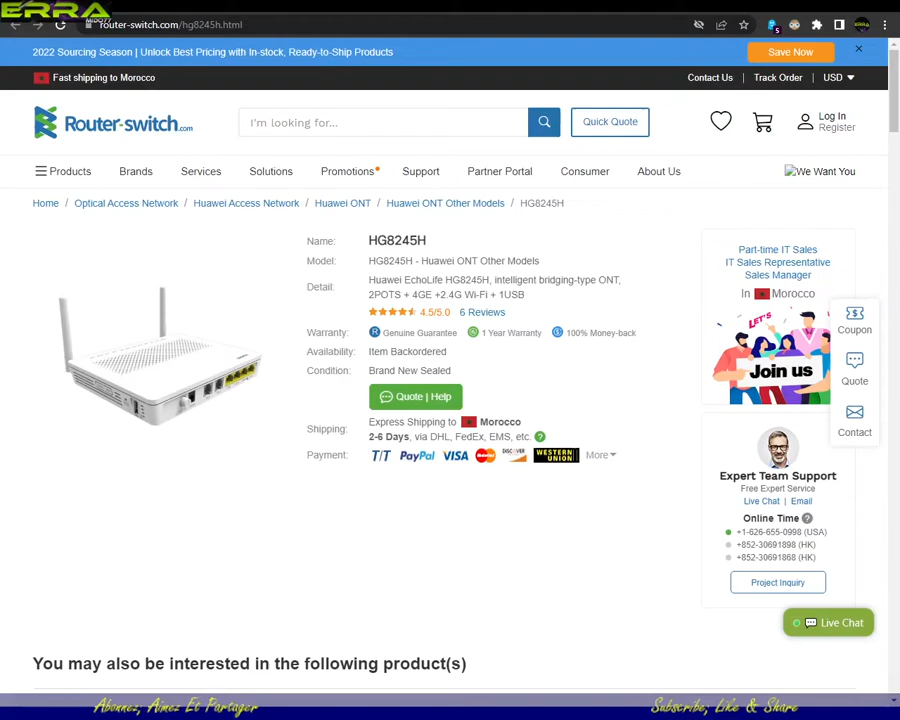 ERRA
MiDO77
router-switch.com/hg8245h.html
5
2022 Sourcing Season | Unlock Best Pricing with In-stock, Ready-to-Ship Products
Save Now
Fast shipping to Morocco
Contact Us | Track Order | USD
Router-switch.com
I'm looking for...
Quick Quote
Log In
Register
Products
Brands
Services
Solutions
Promotions
Support
Partner Portal
Consumer
About Us
We Want You
Home / Optical Access Network / Huawei Access Network / Huawei ONT / Huawei ONT Other Models / HG8245H
Name: HG8245H
Model: HG8245H - Huawei ONT Other Models
Detail: Huawei EchoLife HG8245H, intelligent bridging-type ONT,
2POTS + 4GE +2.4G Wi-Fi + 1USB
4.5/5.0 6 Reviews
Warranty: R Genuine Guarantee 1 Year Warranty 100% Money-back
Availability: Item Backordered
Condition: Brand New Sealed
Quote | Help
Shipping: Express Shipping to Morocco
2-6 Days, via DHL, FedEx, EMS, etc. ?
Payment: T/T PayPal VISA MasterCard DISCOVER WESTERN UNION More
Part-time IT Sales
IT Sales Representative
Sales Manager
In Morocco
LET'S
Join us
Coupon
Quote
Contact
Expert Team Support
Free Expert Service
Live Chat | Email
Online Time ?
+1-626-655-0998 (USA)
+852-30691898 (HK)
+852-30691868 (HK)
Project Inquiry
Live Chat
You may also be interested in the following product(s)
Abonnez; Aimez Et Partager
Subscribe; Like & Share